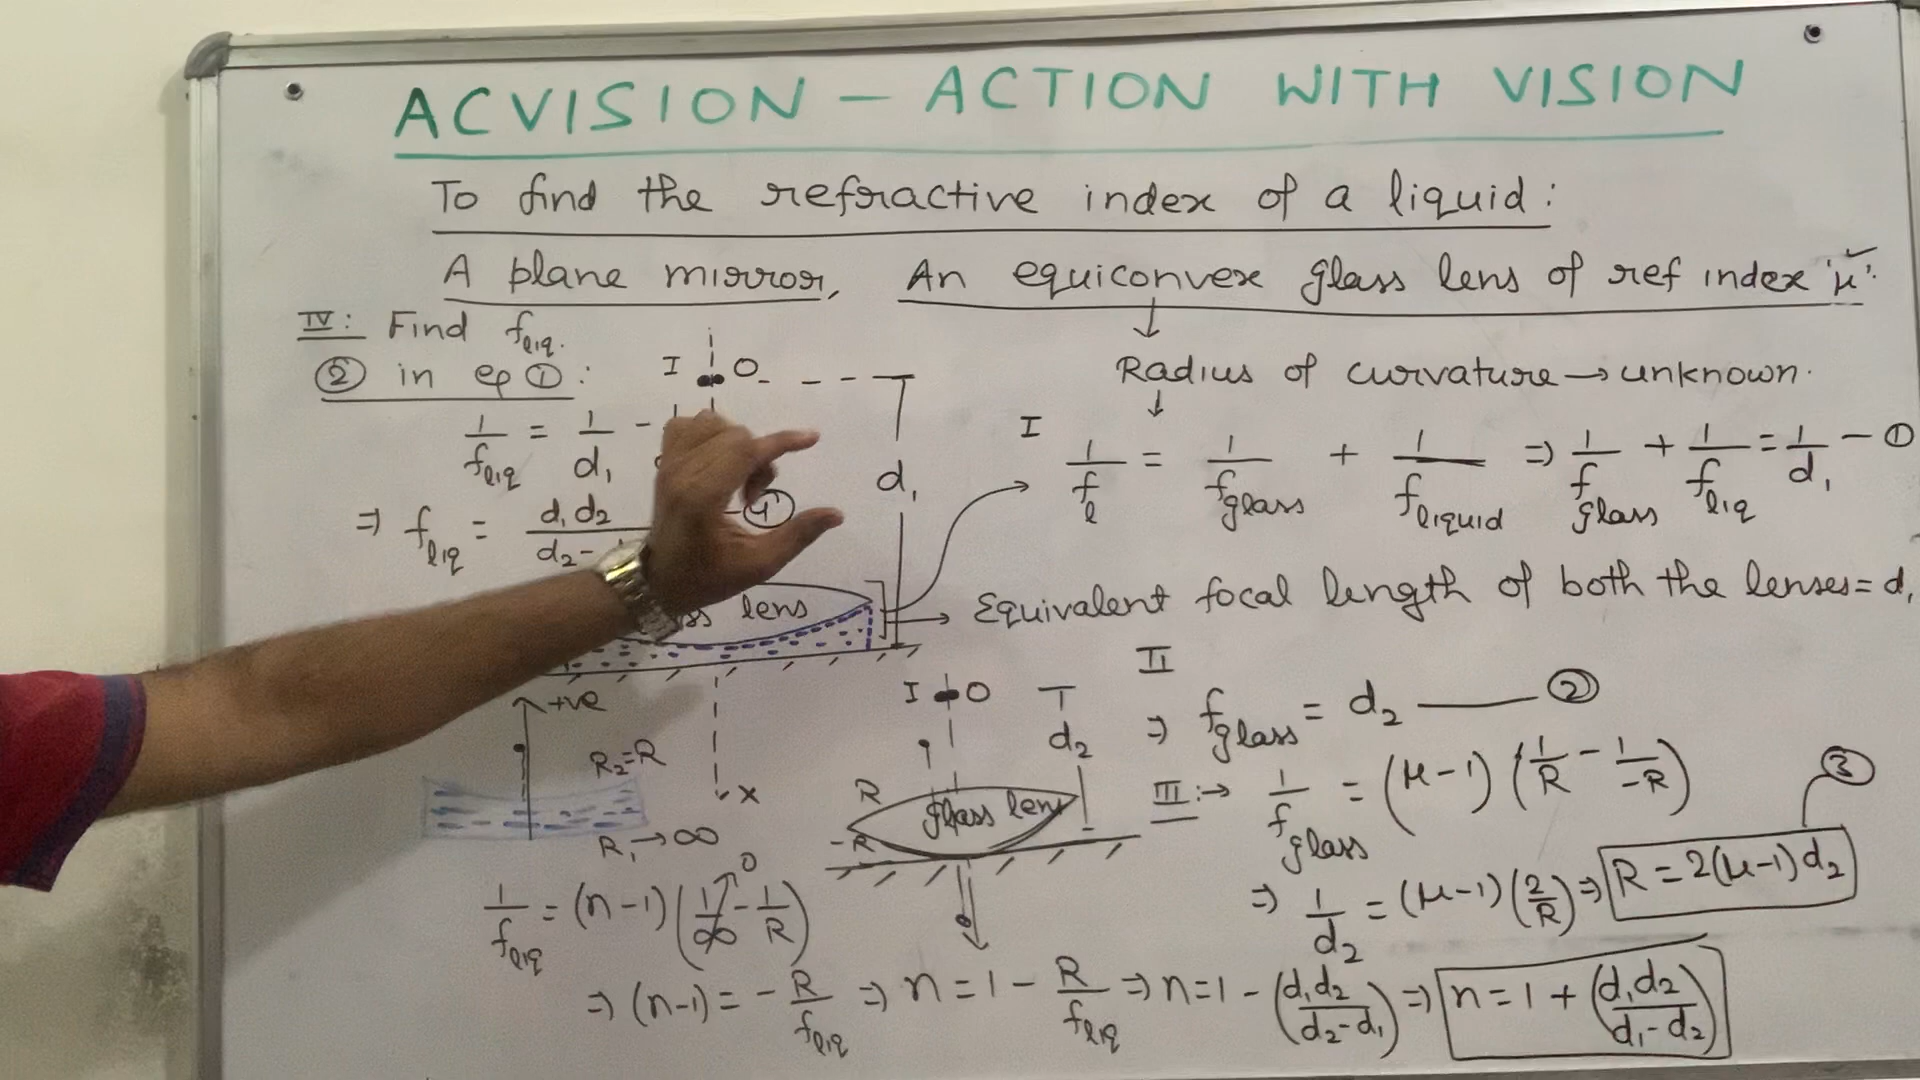 ACVISION – ACTION WITH VISION
To find the refractive index of a liquid:
A plane mirror, An equiconvex glass lens of ref index 'μ'.
IV: Find f_liq.
② in eq ①:
1/f_liq = 1/d₁ -
⇒ f_liq = d₁d₂/d₂- ④
I O
d₁
lens
Radius of curvature → unknown.
I 1/f_l = 1/f_glass + 1/f_liquid ⇒ 1/f_glass + 1/f_liq = 1/d₁ – ①
Equivalent focal length of both the lenses = d₁
II
⇒ f_glass = d₂ — ②
III:→ 1/f_glass = (μ-1)(1/R - 1/-R)
③
⇒ 1/d₂ = (μ-1)(2/R) ⇒ R = 2(μ-1)d₂
I O
d₂
R
glass lens
-R
+ve
R₂=R
R₁→∞
x
1/f_liq = (n-1)(1/∞ - 1/R)
0
⇒ (n-1) = -R/f_liq ⇒ n = 1 - R/f_liq ⇒ n=1 - (d₁d₂/d₂-d₁) ⇒ n = 1 + (d₁d₂/d₁-d₂)